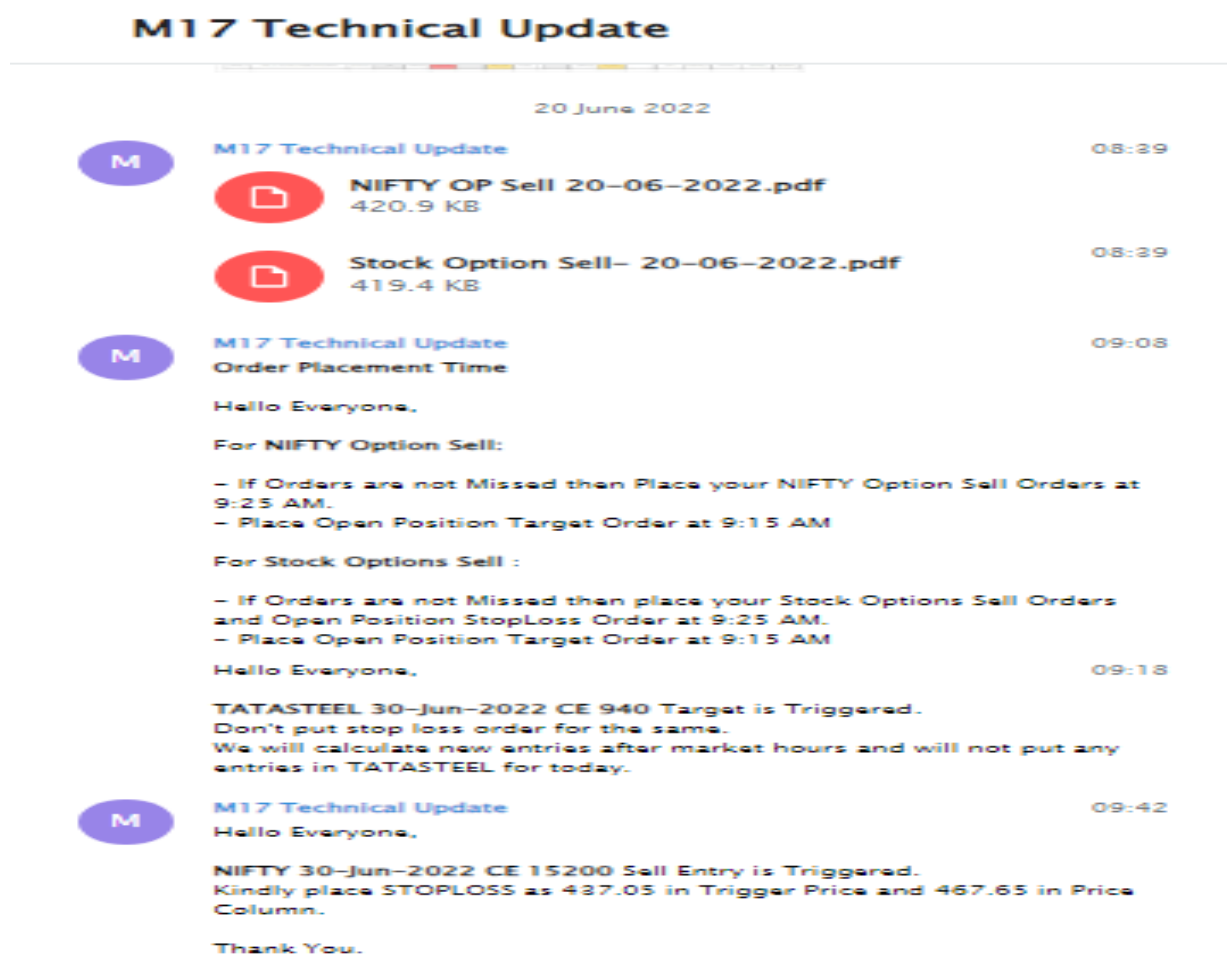 M17 Technical Update
20 June 2022
M
M17 Technical Update
08:39
NIFTY OP Sell 20-06-2022.pdf
420.9 KB
Stock Option Sell- 20-06-2022.pdf
08:39
419.4 KB
M
M17 Technical Update
09:08
Order Placement Time
Hello Everyone,
For NIFTY Option Sell:
- If Orders are not Missed then Place your NIFTY Option Sell Orders at
9:25 AM.
- Place Open Position Target Order at 9:15 AM
For Stock Options Sell :
- If Orders are not Missed then place your Stock Options Sell Orders
and Open Position StopLoss Order at 9:25 AM.
- Place Open Position Target Order at 9:15 AM
Hello Everyone,
09:18
TATASTEEL 30-Jun-2022 CE 940 Target is Triggered.
Don't put stop loss order for the same.
We will calculate new entries after market hours and will not put any
entries in TATASTEEL for today.
M
M17 Technical Update
09:42
Hello Everyone,
NIFTY 30-Jun-2022 CE 15200 Sell Entry is Triggered.
Kindly place STOPLOSS as 437.05 in Trigger Price and 467.65 in Price
Column.
Thank You.